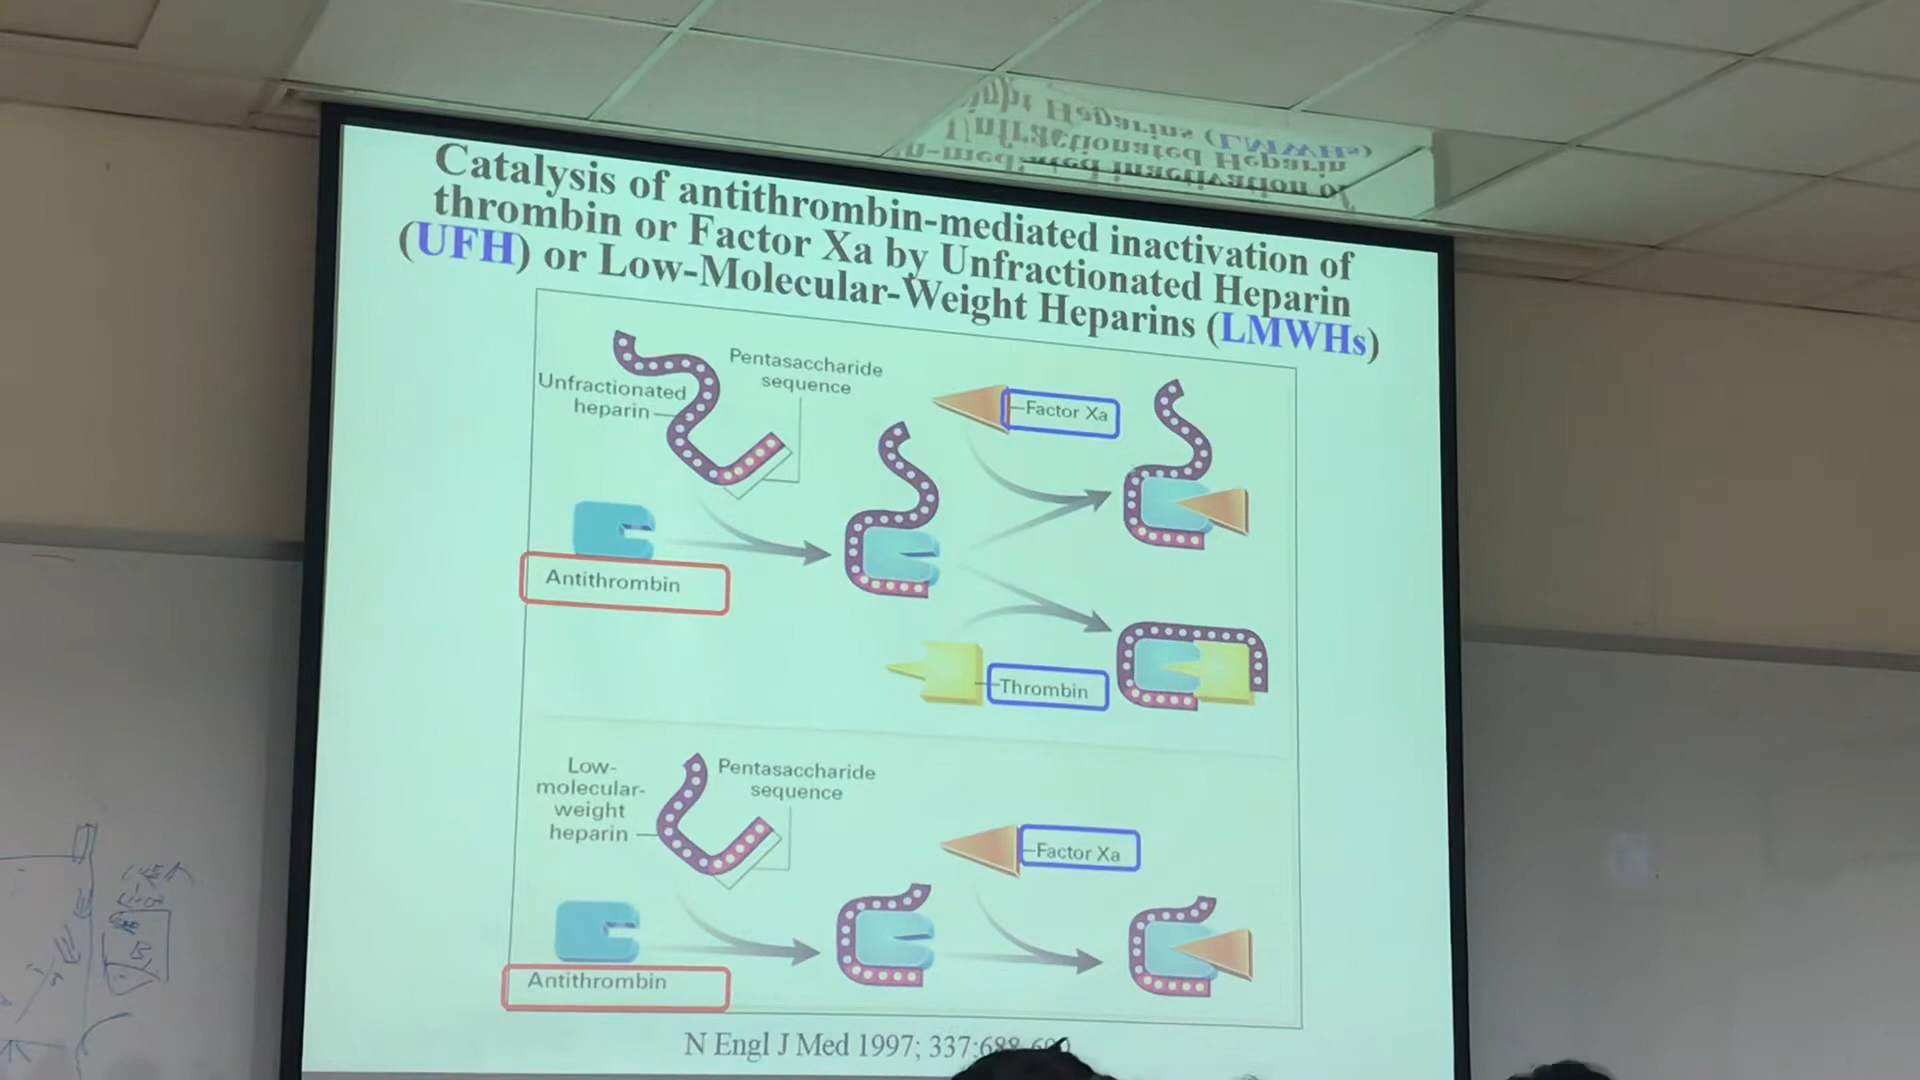 Catalysis of antithrombin-mediated inactivation of
thrombin or Factor Xa by Unfractionated Heparin
(UFH) or Low-Molecular-Weight Heparins (LMWHs)
Pentasaccharide
sequence
Unfractionated
heparin
Factor Xa
Antithrombin
Thrombin
Low-
molecular-
weight
heparin
Pentasaccharide
sequence
Factor Xa
Antithrombin
N Engl J Med 1997; 337:688-